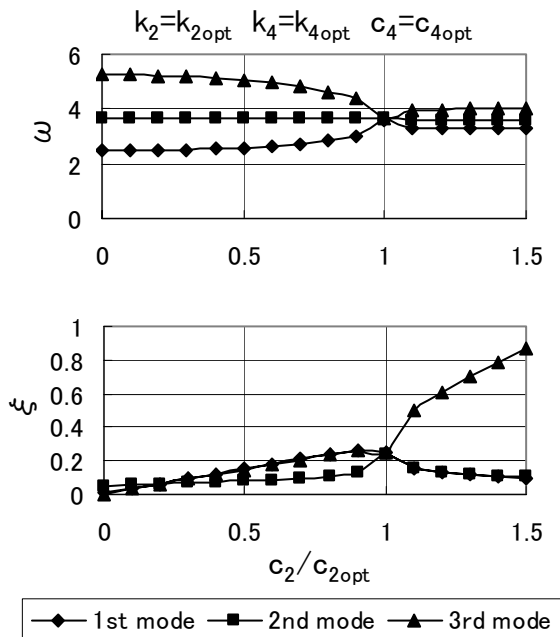 k2=k2opt k4=k4opt c4=c4opt
6
4
2
0
ω
0 0.5 1 1.5
1
0.8
0.6
0.4
0.2
0
ξ
0 0.5 1 1.5
c2/c2opt
1st mode 2nd mode 3rd mode